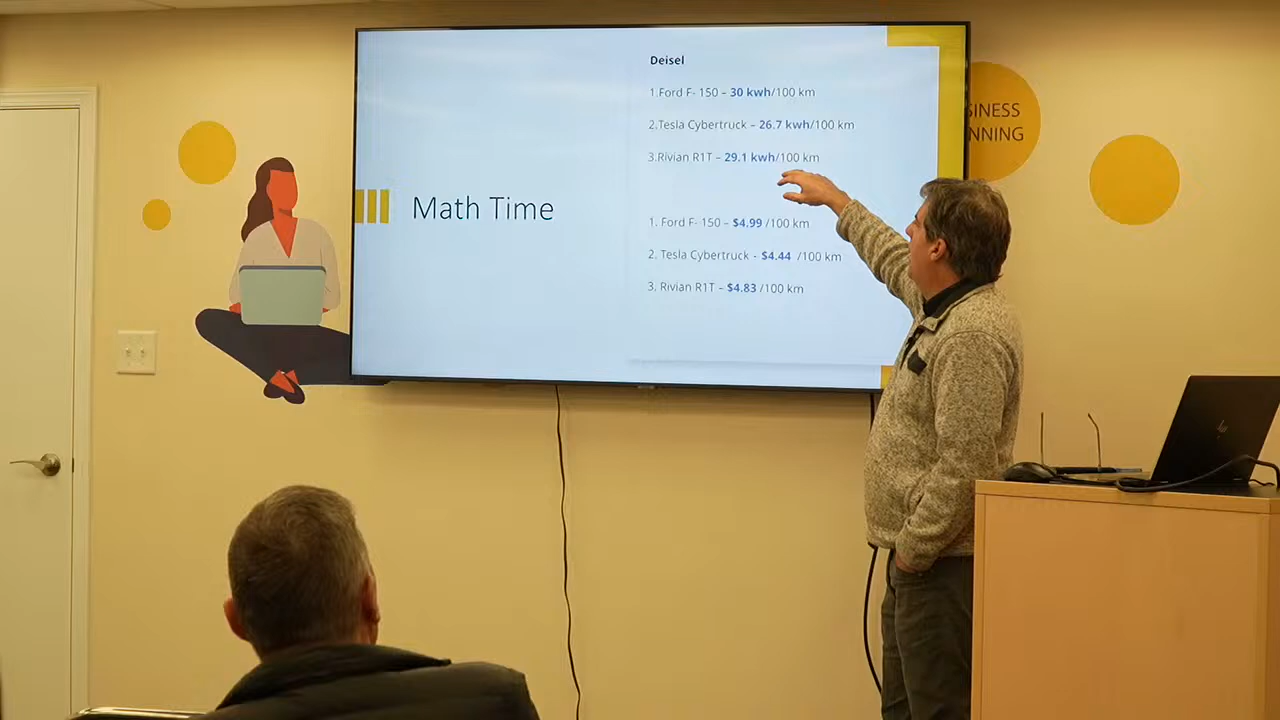 Math Time
Deisel
1.Ford F- 150 – 30 kwh/100 km
2.Tesla Cybertruck – 26.7 kwh/100 km
3.Rivian R1T – 29.1 kwh/100 km
1. Ford F- 150 – $4.99 /100 km
2. Tesla Cybertruck - $4.44 /100 km
3. Rivian R1T – $4.83 /100 km
SINESS
NNING
hp